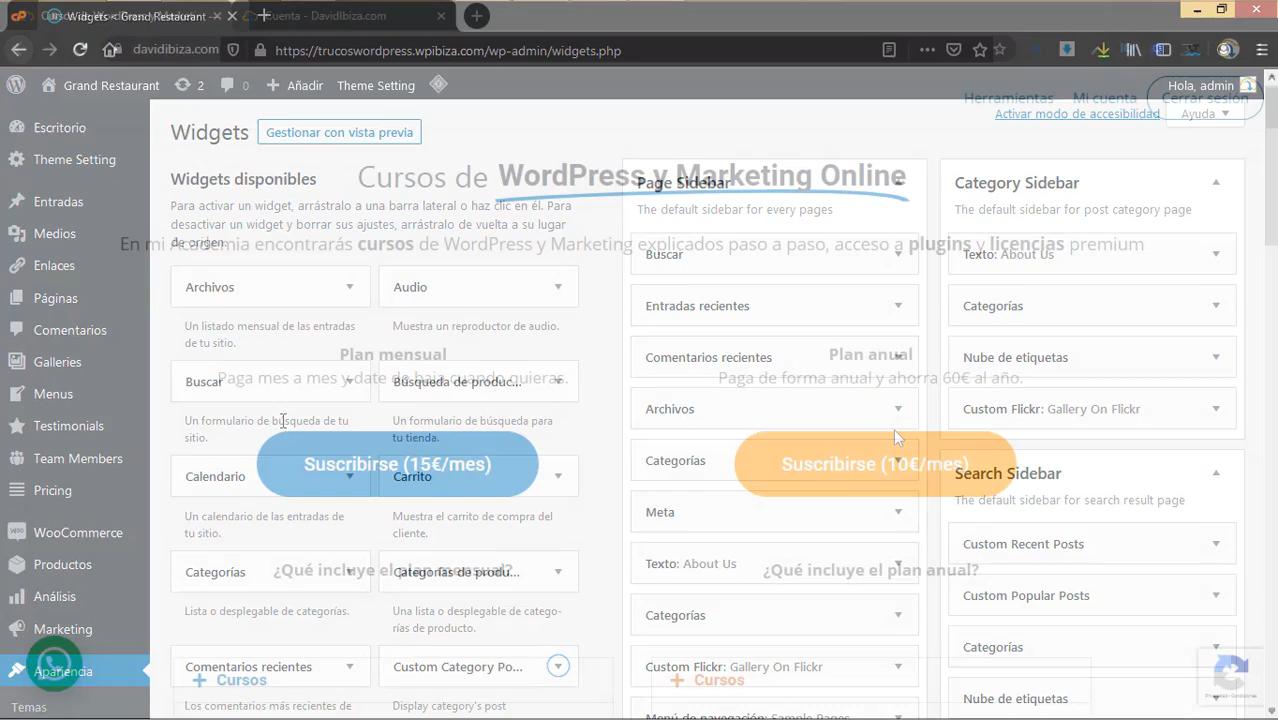 Widgets ‹ Grand Restaurant
Cuenta - DavidIbiza.com
davidibiza.com
https://trucoswordpress.wpibiza.com/wp-admin/widgets.php
Grand Restaurant
2
0
Añadir
Theme Setting
Hola, admin
Herramientas
Mi cuenta
Cerrar sesión
Activar modo de accesibilidad
Ayuda
Escritorio
Theme Setting
Entradas
Medios
Enlaces
Páginas
Comentarios
Galleries
Menus
Testimonials
Team Members
Pricing
WooCommerce
Productos
Análisis
Marketing
Apariencia
Temas
Widgets
Gestionar con vista previa
Widgets disponibles
Para activar un widget, arrástralo a una barra lateral o haz clic en él. Para
desactivar un widget y borrar sus ajustes, arrástralo de vuelta a su lugar
de origen.
Cursos de WordPress y Marketing Online
En mi Academia encontrarás cursos de WordPress y Marketing explicados paso a paso, acceso a plugins y licencias premium
Archivos
Un listado mensual de las entradas
de tu sitio.
Audio
Muestra un reproductor de audio.
Plan mensual
Paga mes a mes y date de baja cuando quieras.
Plan anual
Paga de forma anual y ahorra 60€ al año.
Buscar
Un formulario de búsqueda de tu
sitio.
Búsqueda de produc...
Un formulario de búsqueda para
tu tienda.
Suscribirse (15€/mes)
Suscribirse (10€/mes)
Calendario
Un calendario de las entradas de
tu sitio.
Carrito
Muestra el carrito de compra del
cliente.
¿Qué incluye el plan mensual?
¿Qué incluye el plan anual?
Categorías
Lista o desplegable de categorías.
Categorías de produ...
Una lista o desplegable de catego-
rías de producto.
Comentarios recientes
Los comentarios más recientes de
Custom Category Po...
Display category's post
+ Cursos
+ Cursos
Page Sidebar
The default sidebar for every pages
Buscar
Entradas recientes
Comentarios recientes
Archivos
Categorías
Meta
Texto: About Us
Categorías
Custom Flickr: Gallery On Flickr
Menú de navegación: Sample Pages
Category Sidebar
The default sidebar for post category page
Texto: About Us
Categorías
Nube de etiquetas
Custom Flickr: Gallery On Flickr
Search Sidebar
The default sidebar for search result page
Custom Recent Posts
Custom Popular Posts
Categorías
Nube de etiquetas